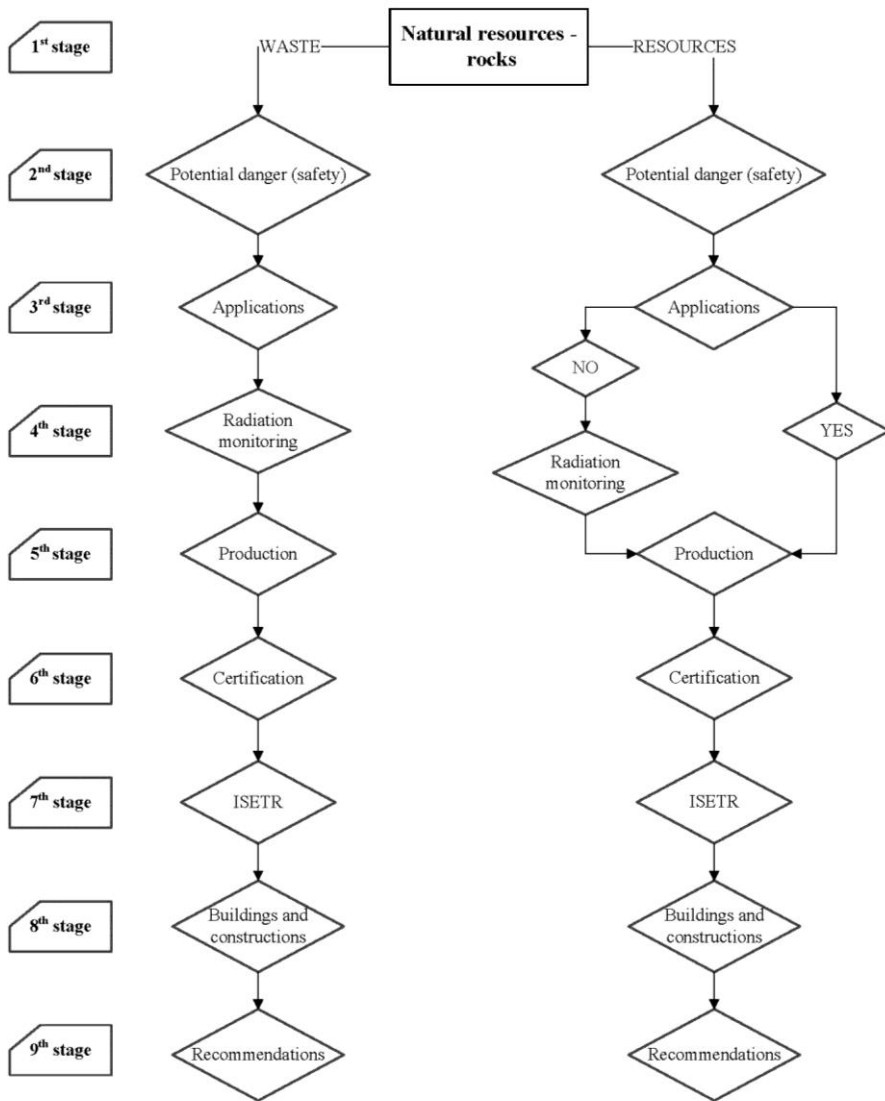 1st stage
WASTE
Natural resources -
rocks
RESOURCES
2nd stage
Potential danger (safety)
Potential danger (safety)
3rd stage
Applications
Applications
NO
4th stage
Radiation
monitoring
YES
Radiation
monitoring
5th stage
Production
Production
6th stage
Certification
Certification
7th stage
ISETR
ISETR
8th stage
Buildings and
constructions
Buildings and
constructions
9th stage
Recommendations
Recommendations